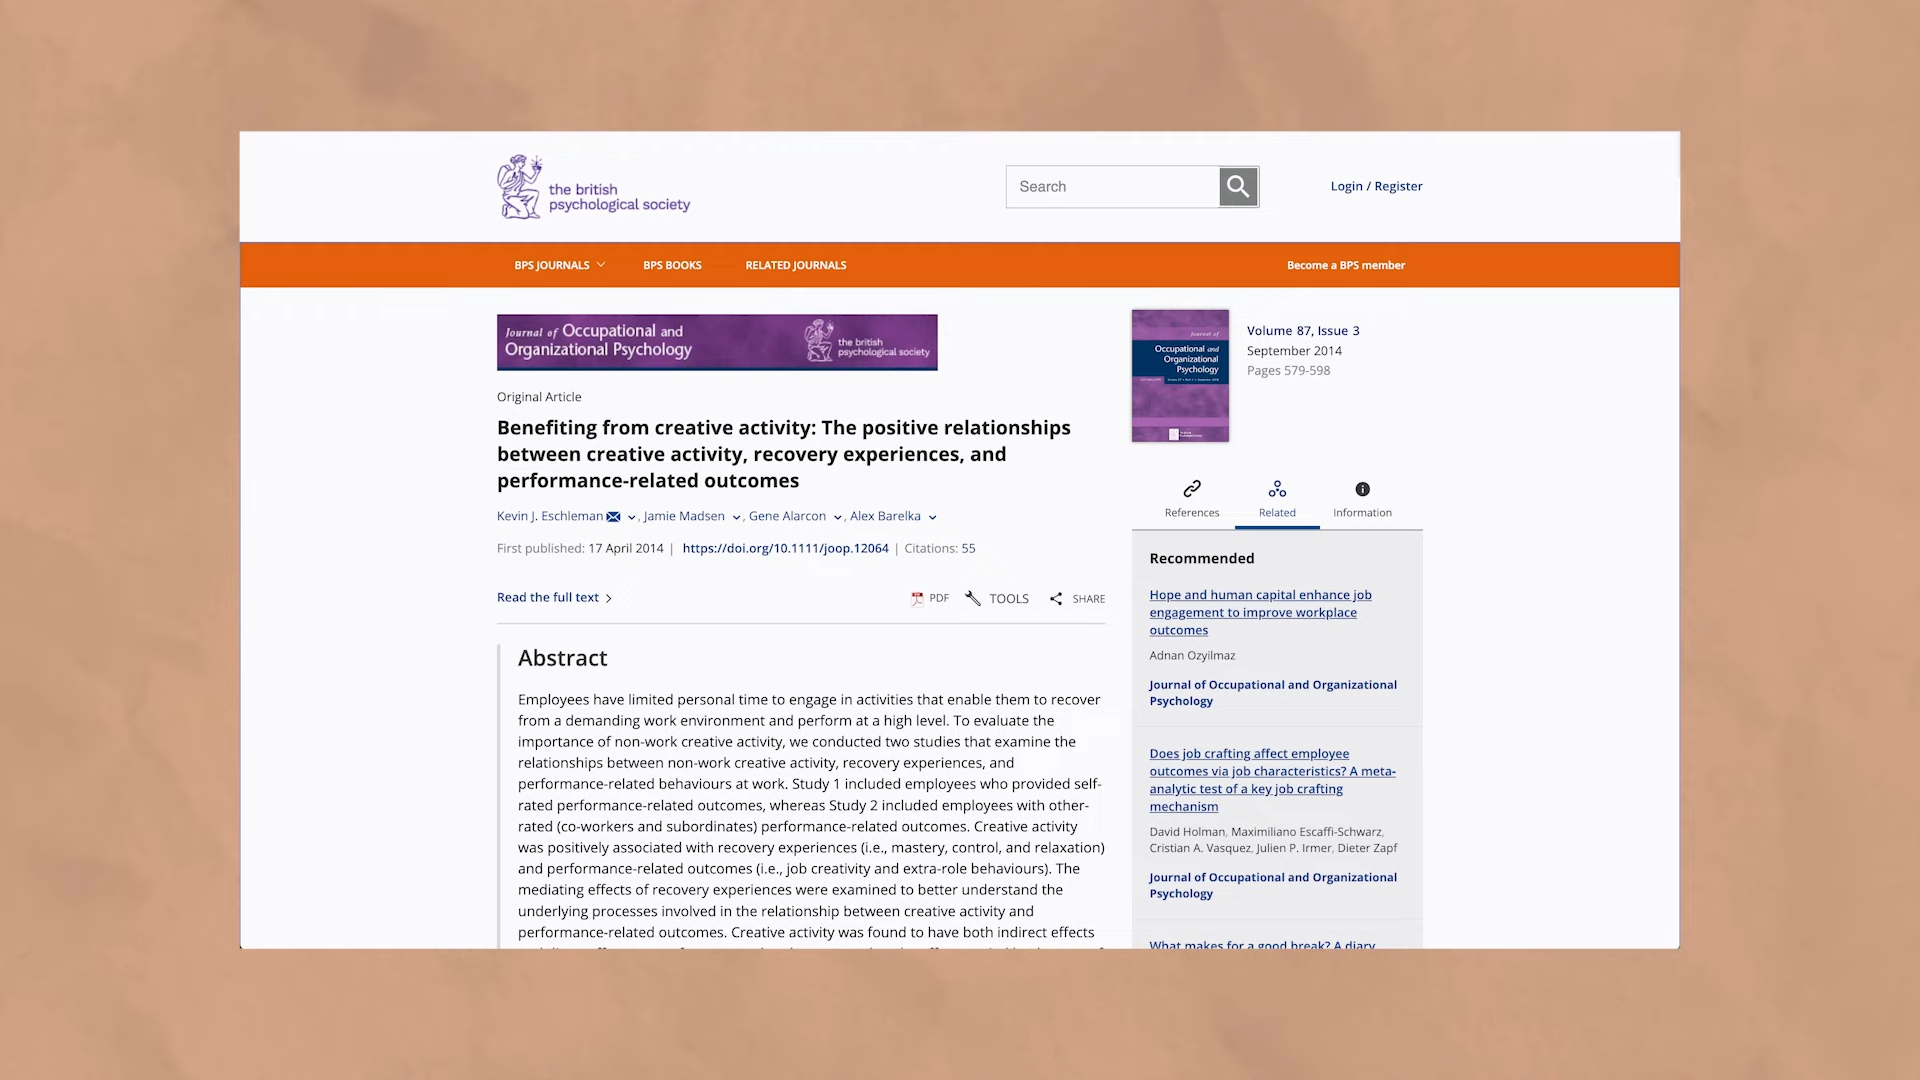 the british
psychological society
Search
Login / Register
BPS JOURNALS
BPS BOOKS
RELATED JOURNALS
Become a BPS member
Journal of Occupational and
Organizational Psychology
the british
psychological society
Original Article
Benefiting from creative activity: The positive relationships
between creative activity, recovery experiences, and
performance-related outcomes
Kevin J. Eschleman, Jamie Madsen, Gene Alarcon, Alex Barelka
First published: 17 April 2014 | https://doi.org/10.1111/joop.12064 | Citations: 55
Read the full text
PDF
TOOLS
SHARE
Abstract
Employees have limited personal time to engage in activities that enable them to recover
from a demanding work environment and perform at a high level. To evaluate the
importance of non-work creative activity, we conducted two studies that examine the
relationships between non-work creative activity, recovery experiences, and
performance-related behaviours at work. Study 1 included employees who provided self-
rated performance-related outcomes, whereas Study 2 included employees with other-
rated (co-workers and subordinates) performance-related outcomes. Creative activity
was positively associated with recovery experiences (i.e., mastery, control, and relaxation)
and performance-related outcomes (i.e., job creativity and extra-role behaviours). The
mediating effects of recovery experiences were examined to better understand the
underlying processes involved in the relationship between creative activity and
performance-related outcomes. Creative activity was found to have both indirect effects
Journal of
Occupational and
Organizational
Psychology
Volume 87, Issue 3
September 2014
Pages 579-598
References
Related
Information
Recommended
Hope and human capital enhance job
engagement to improve workplace
outcomes
Adnan Ozyilmaz
Journal of Occupational and Organizational
Psychology
Does job crafting affect employee
outcomes via job characteristics? A meta-
analytic test of a key job crafting
mechanism
David Holman, Maximiliano Escaffi-Schwarz,
Cristian A. Vasquez, Julien P. Irmer, Dieter Zapf
Journal of Occupational and Organizational
Psychology
What makes for a good break? A diary